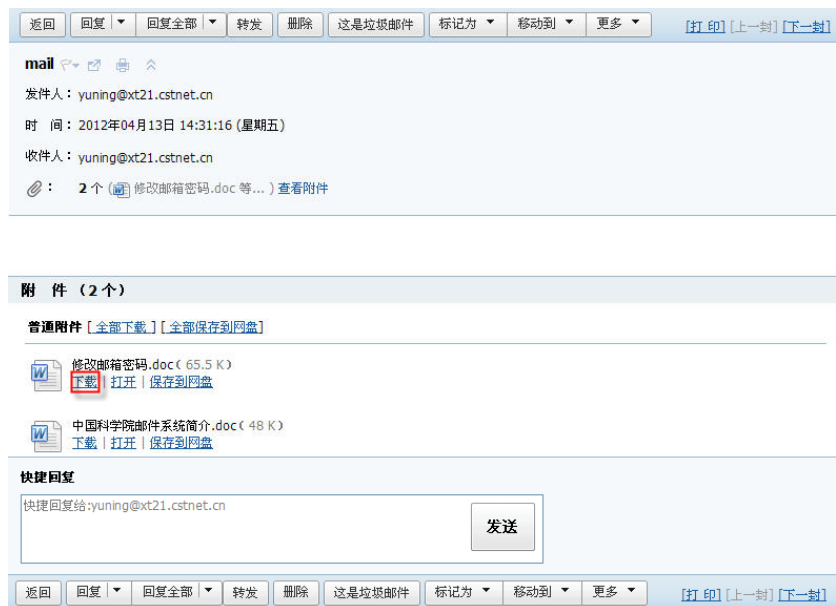 返回 回复 回复全部 转发 删除 这是垃圾邮件 标记为 移动到 更多 [打 印] [上一封] [下一封]
mail
发件人： yuning@xt21.cstnet.cn
时 间： 2012年04月13日 14:31:16 (星期五)
收件人： yuning@xt21.cstnet.cn
： 2 个 ( 修改邮箱密码.doc 等... ) 查看附件
附 件 （2 个）
普通附件 [ 全部下载 ] [ 全部保存到网盘]
修改邮箱密码.doc( 65.5 K)
下载 | 打开 | 保存到网盘
中国科学院邮件系统简介.doc( 48 K)
下载 | 打开 | 保存到网盘
快捷回复
快捷回复给:yuning@xt21.cstnet.cn
发送
返回 回复 回复全部 转发 删除 这是垃圾邮件 标记为 移动到 更多 [打 印] [上一封] [下一封]